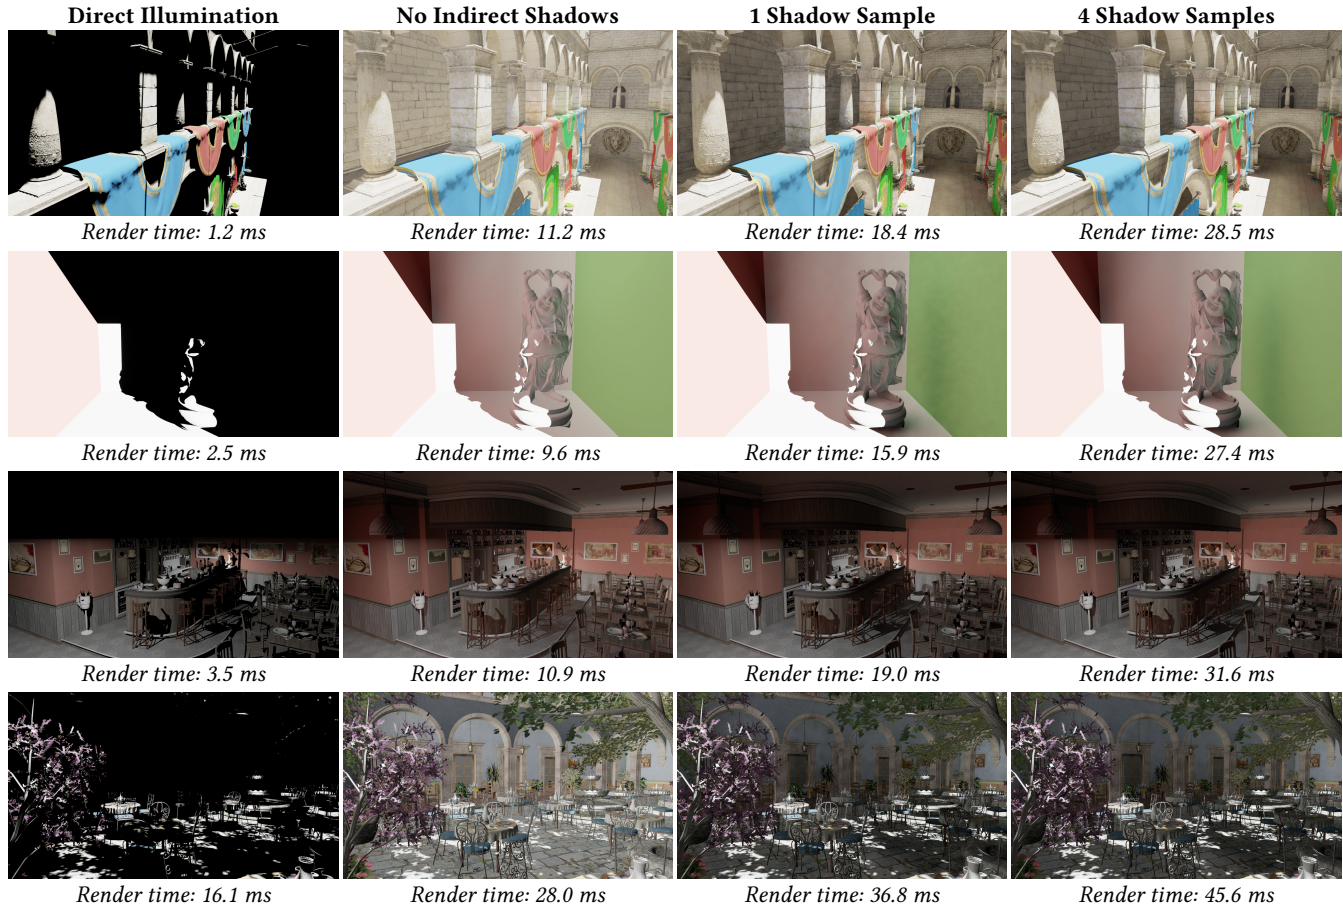 Direct Illumination
No Indirect Shadows
1 Shadow Sample
4 Shadow Samples
Render time: 1.2 ms
Render time: 11.2 ms
Render time: 18.4 ms
Render time: 28.5 ms
Render time: 2.5 ms
Render time: 9.6 ms
Render time: 15.9 ms
Render time: 27.4 ms
Render time: 3.5 ms
Render time: 10.9 ms
Render time: 19.0 ms
Render time: 31.6 ms
Render time: 16.1 ms
Render time: 28.0 ms
Render time: 36.8 ms
Render time: 45.6 ms